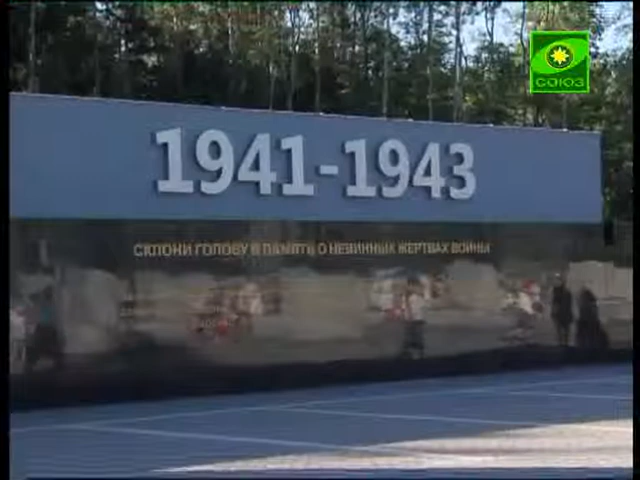 СОЮЗ
1941-1943
СКЛОНИ ГОЛОВУ В ПАМЯТЬ О НЕВИННЫХ ЖЕРТВАХ ВОЙНЫ